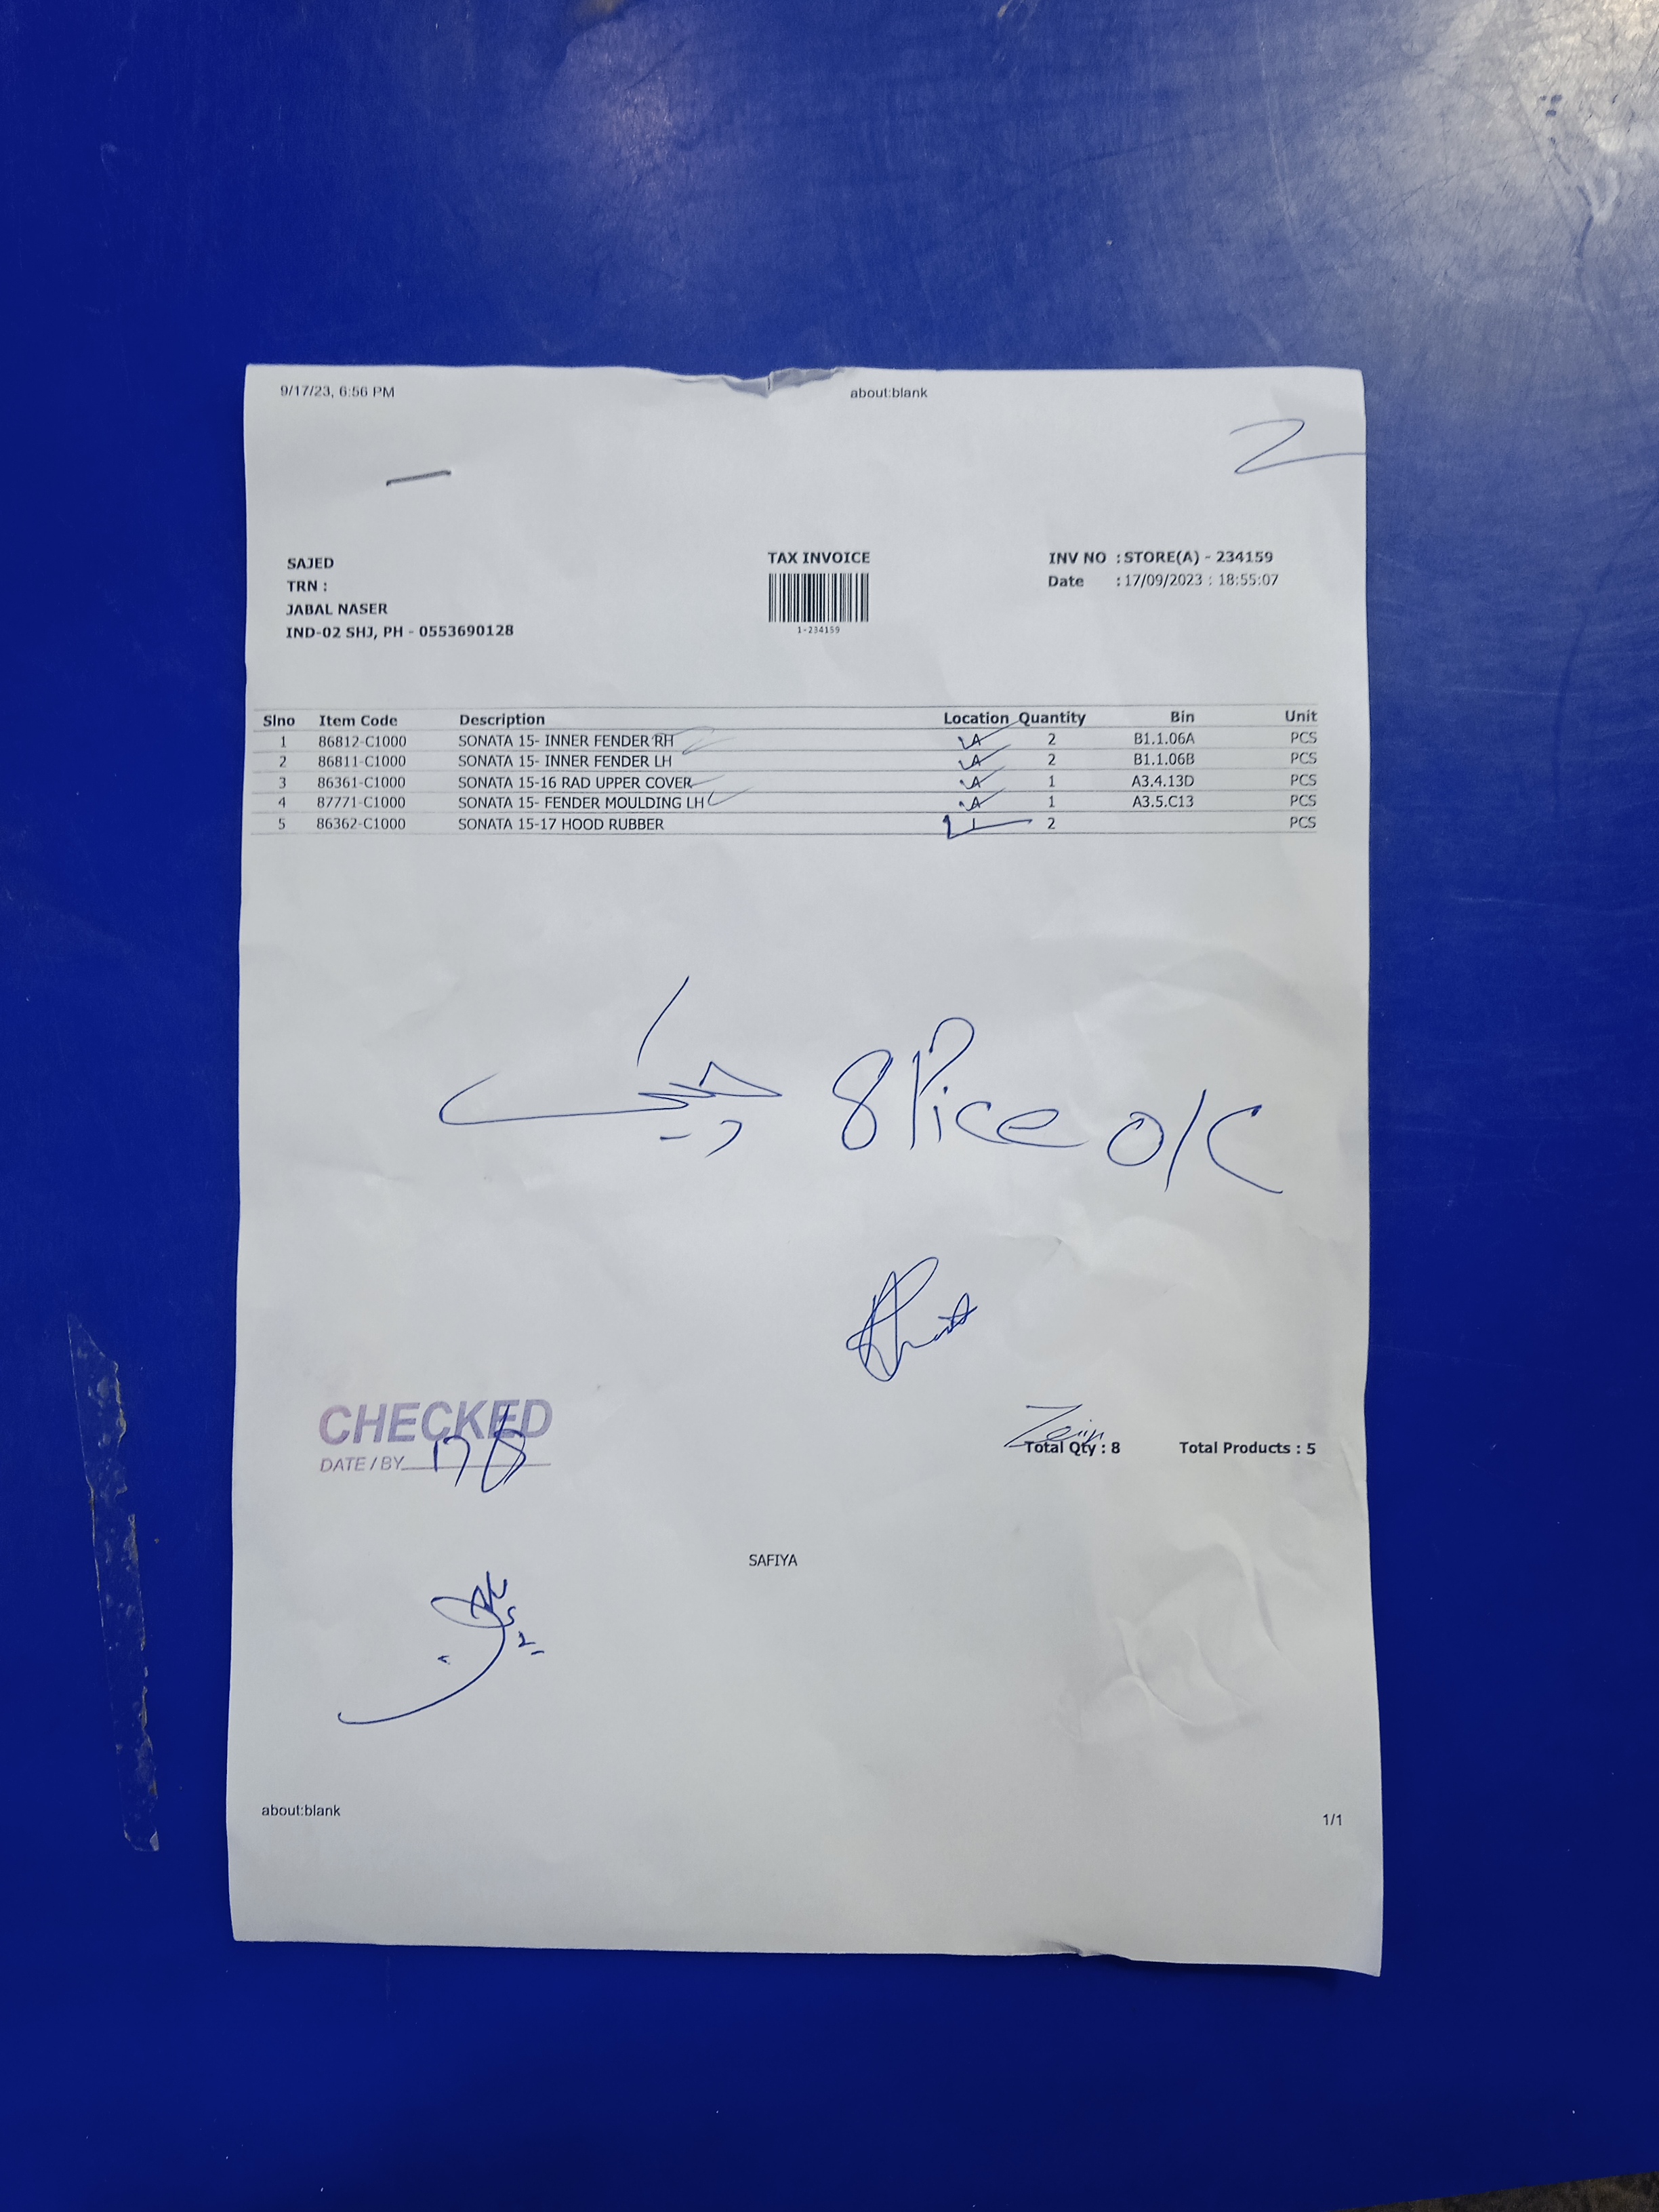 9/17/23, 6:56 PM about:blank
2
SAJED TAX INVOICE INV NO : STORE(A) - 234159
TRN : Date : 17/09/2023 : 18:55:07
JABAL NASER
IND-02 SHJ, PH - 0553690128 1-234159
Slno Item Code Description Location Quantity Bin Unit
1 86812-C1000 SONATA 15- INNER FENDER RH A 2 B1.1.06A PCS
2 86811-C1000 SONATA 15- INNER FENDER LH A 2 B1.1.06B PCS
3 86361-C1000 SONATA 15-16 RAD UPPER COVER A 1 A3.4.13D PCS
4 87771-C1000 SONATA 15- FENDER MOULDING LH A 1 A3.5.C13 PCS
5 86362-C1000 SONATA 15-17 HOOD RUBBER 2 PCS
8 Pice O/C
CHECKED
DATE / BY 17
Zein
Total Qty : 8 Total Products : 5
SAFIYA
about:blank 1/1